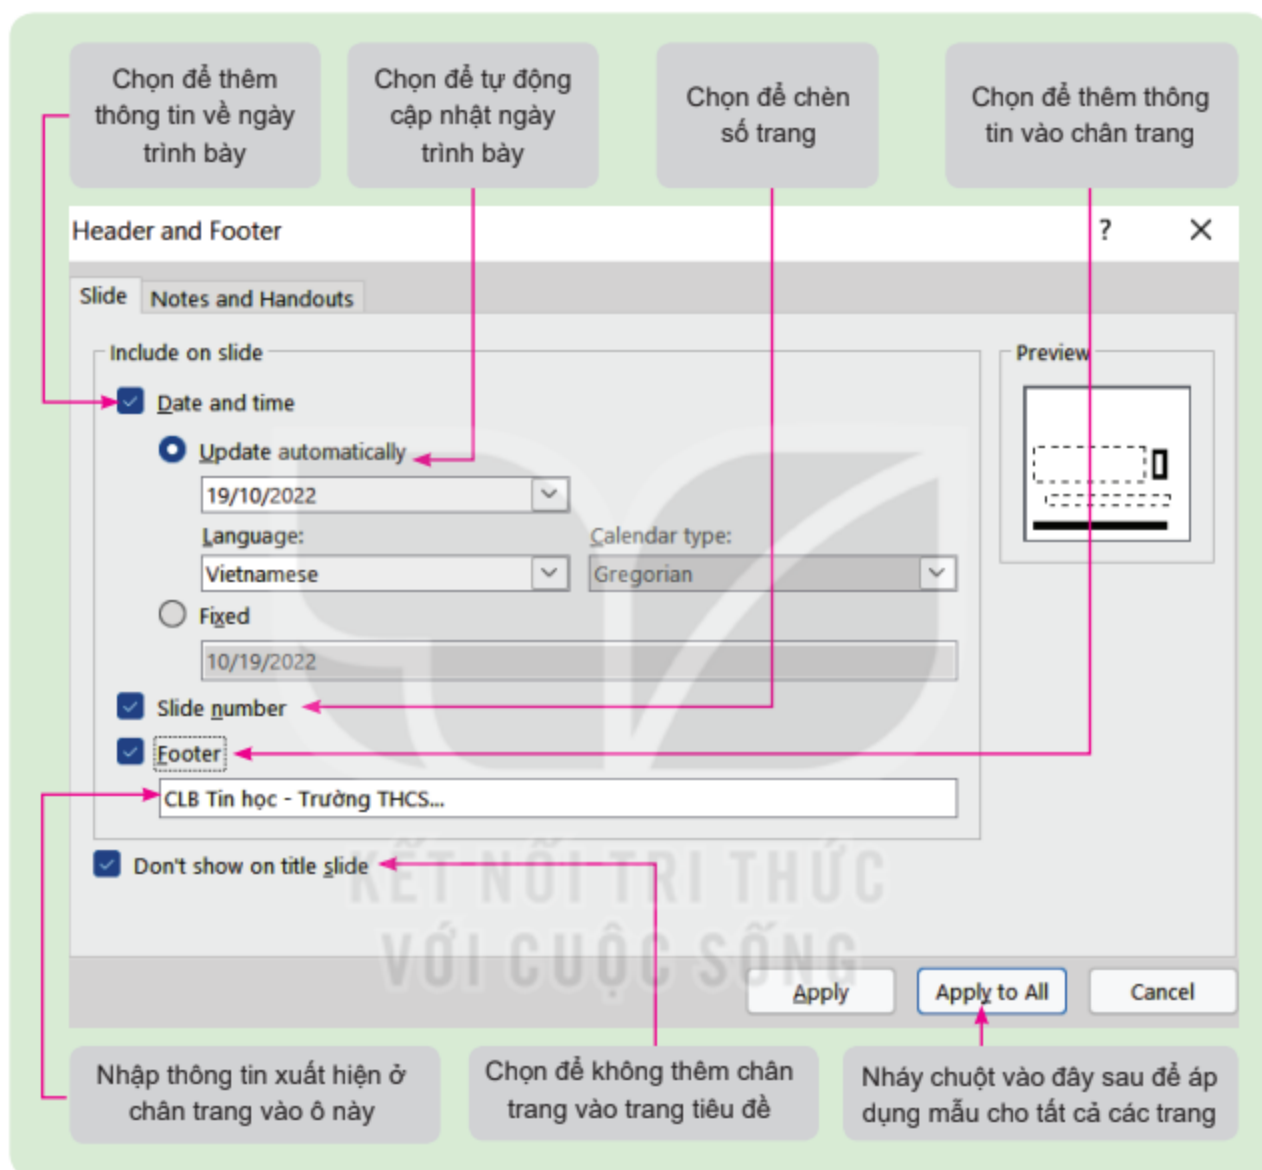 Chọn để thêm
thông tin về ngày
trình bày
Chọn để tự động
cập nhật ngày
trình bày
Chọn để chèn
số trang
Chọn để thêm thông
tin vào chân trang
Header and Footer
?
Slide
Notes and Handouts
Include on slide
Preview
Date and time
Update automatically
19/10/2022
Language:
Calendar type:
Vietnamese
Gregorian
Fixed
10/19/2022
Slide number
Footer
CLB Tin học - Trường THCS...
Don't show on title slide
KẾT NỐI TRI THỨC
VỚI CUỘC SỐNG
Apply
Apply to All
Cancel
Nhập thông tin xuất hiện ở
chân trang vào ô này
Chọn để không thêm chân
trang vào trang tiêu đề
Nháy chuột vào đây sau để áp
dụng mẫu cho tất cả các trang